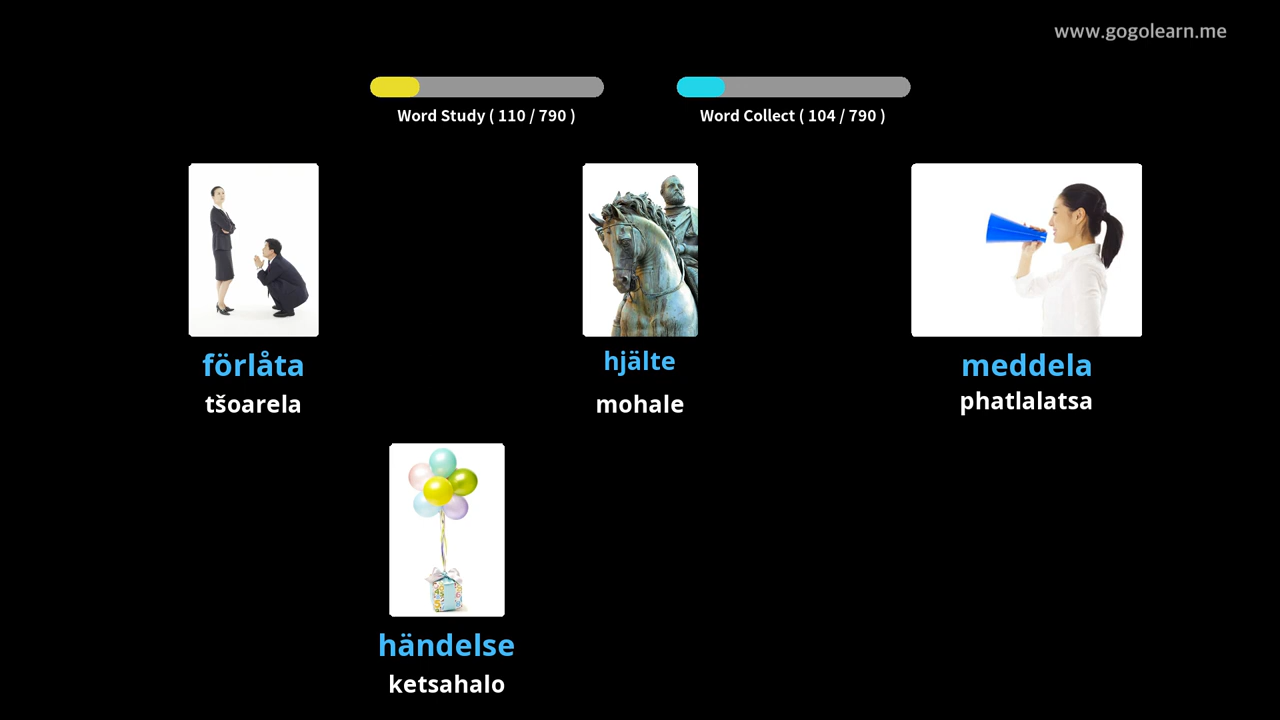 www.gogolearn.me
Word Study ( 110 / 790 )
Word Collect ( 104 / 790 )
förlåta
tšoarela
hjälte
mohale
meddela
phatlalatsa
händelse
ketsahalo